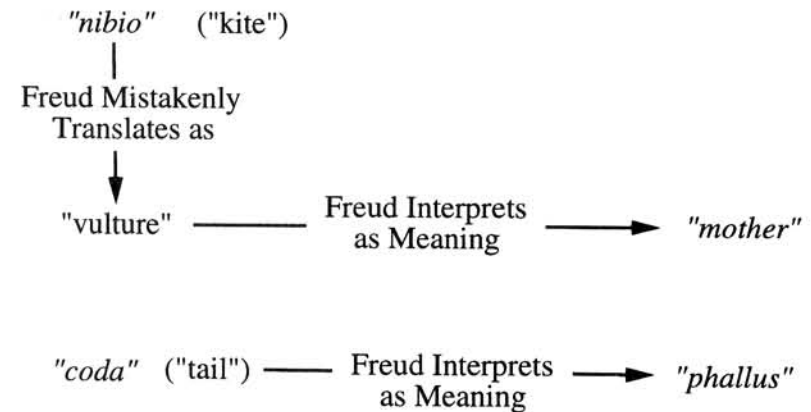 "nibio" ("kite")
Freud Mistakenly
Translates as
"vulture" Freud Interprets
as Meaning "mother"
"coda" ("tail") Freud Interprets
as Meaning "phallus"